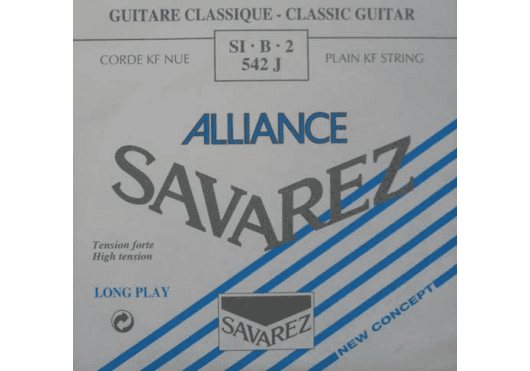 GUITARE CLASSIQUE - CLASSIC GUITAR
CORDE KF NUE
SI · B · 2
542 J
PLAIN KF STRING
ALLIANCE
SAVAREZ
Tension forte
High tension
LONG PLAY
SAVAREZ
NEW CONCEPT